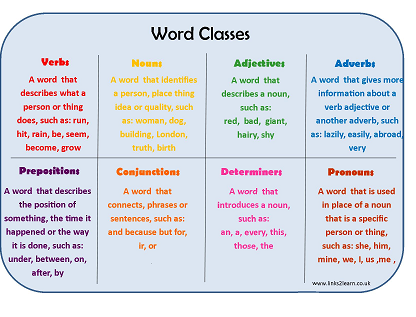 Word Classes
Verbs
A word that
describes what a
person or thing
does, such as: run,
hit, rain, be, seem,
become, grow
Nouns
A word that identifies
a person, place thing
idea or quality, such
as: woman, dog,
building, London,
truth, birth
Adjectives
A word that
describes a noun,
such as:
red, bad, giant,
hairy, shy
Adverbs
A word that gives more
information about a
verb adjective or
another adverb, such
as: lazily, easily, abroad,
very
Prepositions
A word that describes
the position of
something, the time it
happened or the way
it is done, such as:
under, between, on,
after, by
Conjunctions
A word that
connects, phrases or
sentences, such as:
and because but for,
ir, or
Determiners
A word that
introduces a noun,
such as:
an, a, every, this,
those, the
Pronouns
A word that is used
in place of a noun
that is a specific
person or thing,
such as: she, him,
mine, we, I, us ,me ,
www.links2learn.co.uk